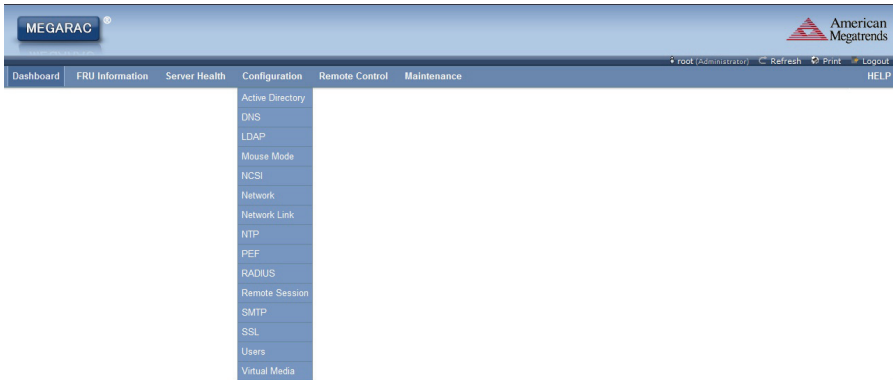 MEGARAC ®
American
Megatrends
root (Administrator) Refresh Print Logout
Dashboard FRU Information Server Health Configuration Remote Control Maintenance HELP
Active Directory
DNS
LDAP
Mouse Mode
NCSI
Network
Network Link
NTP
PEF
RADIUS
Remote Session
SMTP
SSL
Users
Virtual Media